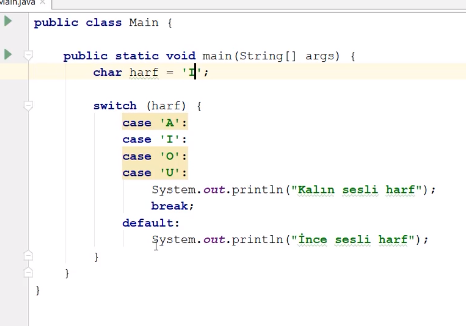 Main.java ×
public class Main {
public static void main(String[] args) {
char harf = 'I';
switch (harf) {
case 'A':
case 'I':
case 'O':
case 'U':
System.out.println("Kalın sesli harf");
break;
default:
System.out.println("İnce sesli harf");
}
}
}